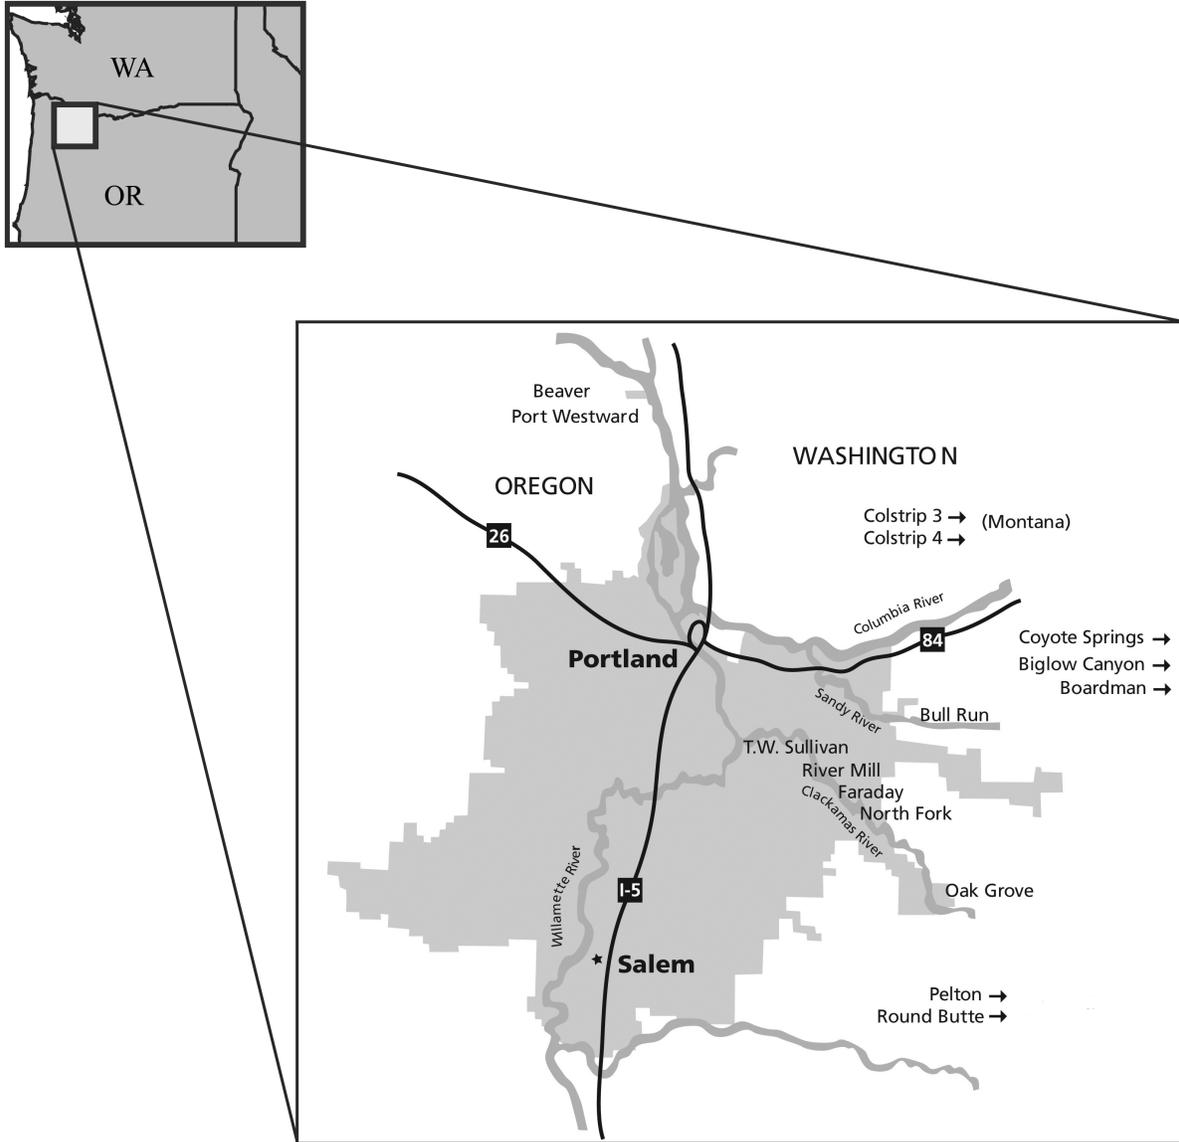 WA
OR
Beaver
Port Westward
WASHINGTON
OREGON
Colstrip 3 → (Montana)
Colstrip 4 →
26
Columbia River
84
Coyote Springs →
Portland
Biglow Canyon →
Boardman →
Sandy River
Bull Run
T.W. Sullivan
River Mill
Faraday
Clackamas River
North Fork
Willamette River
I-5
Oak Grove
Salem
Pelton →
Round Butte →